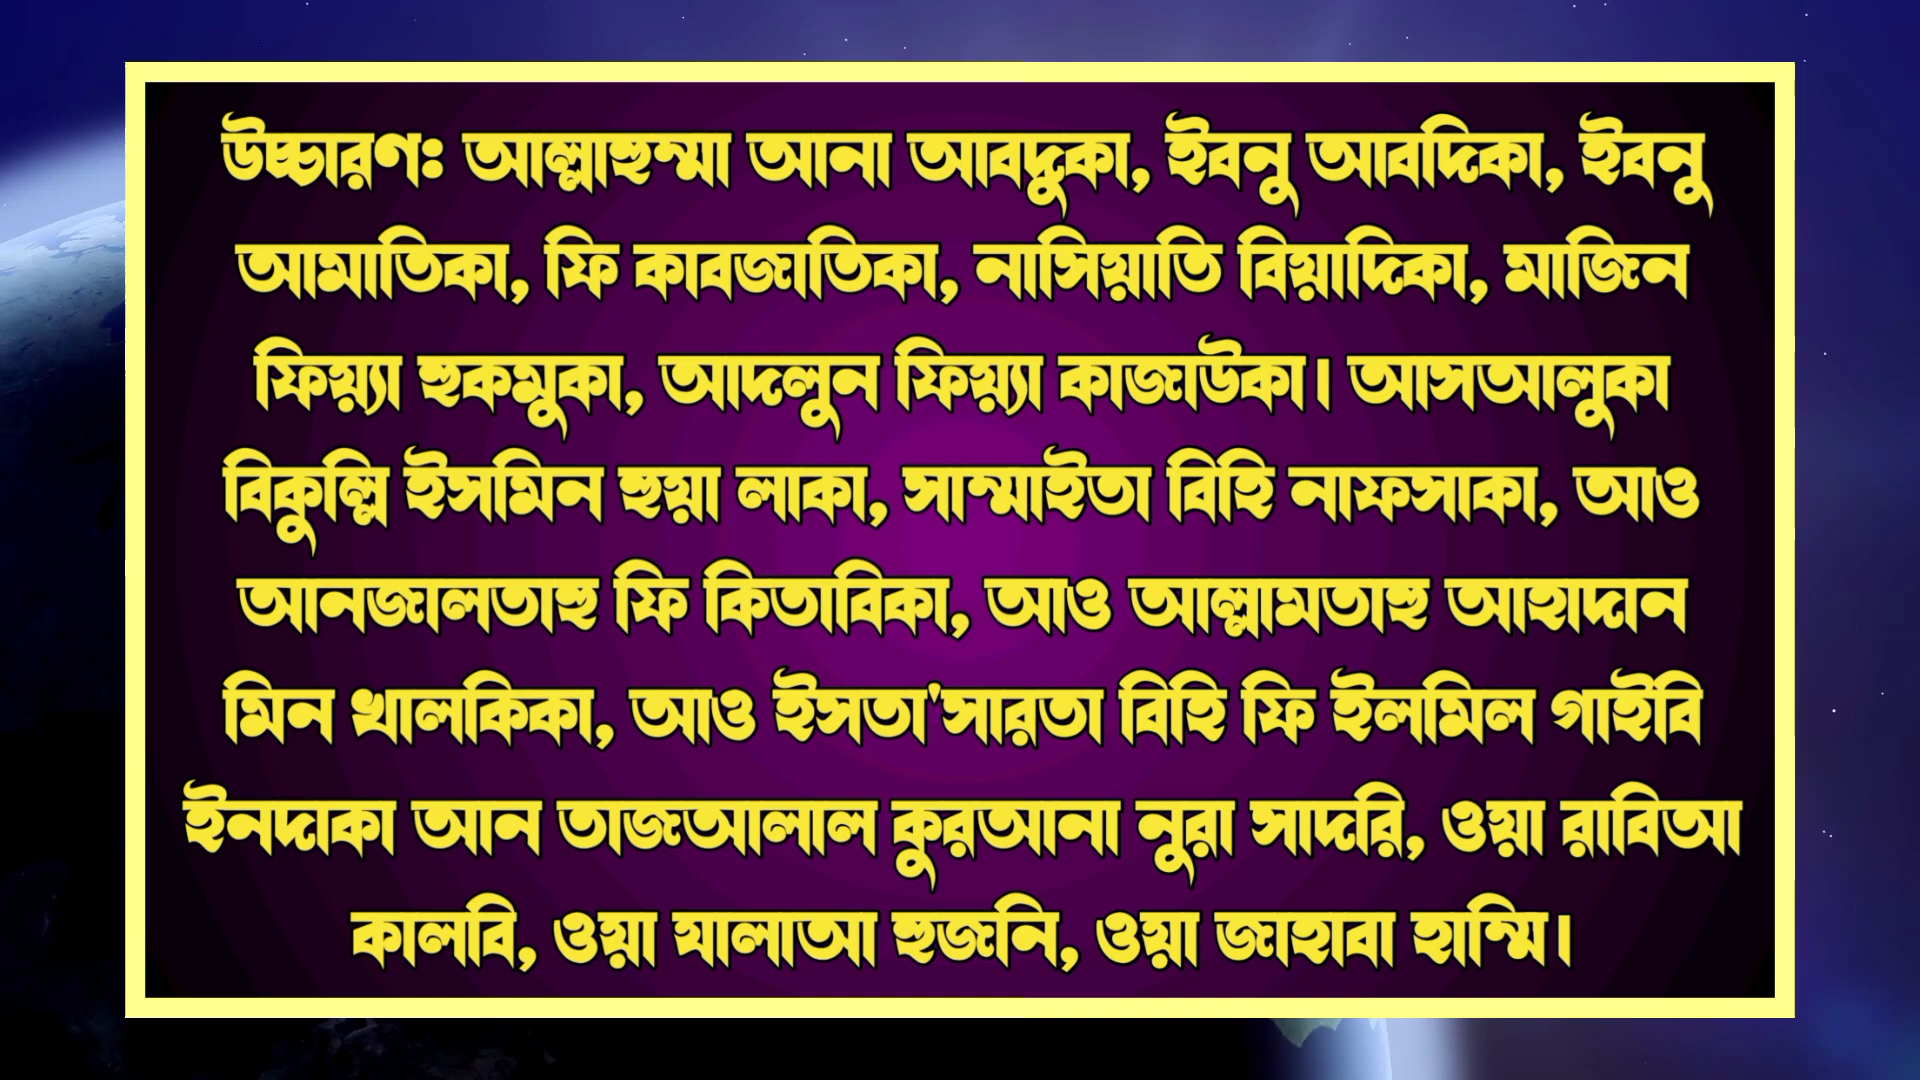 উচ্চারণঃ আল্লাহুম্মা আনা আবদুকা, ইবনু আবদিকা, ইবনু
আমাতিকা, ফি কাবজাতিকা, নাসিয়াতি বিয়াদিকা, মাজিন
ফিয়্যা হুকমুকা, আদলুন ফিয়্যা কাজাউকা। আসআলুকা
বিকুল্লি ইসমিন হুয়া লাকা, সাম্মাইতা বিহি নাফসাকা, আও
আনজালতাহু ফি কিতাবিকা, আও আল্লামতাহু আহাদান
মিন খালকিকা, আও ইসতা'সারতা বিহি ফি ইলমিল গাইবি
ইনদাকা আন তাজআলাল কুরআনা নুরা সাদরি, ওয়া রাবিআ
কালবি, ওয়া যালাআ হুজনি, ওয়া জাহাবা হাম্মি।